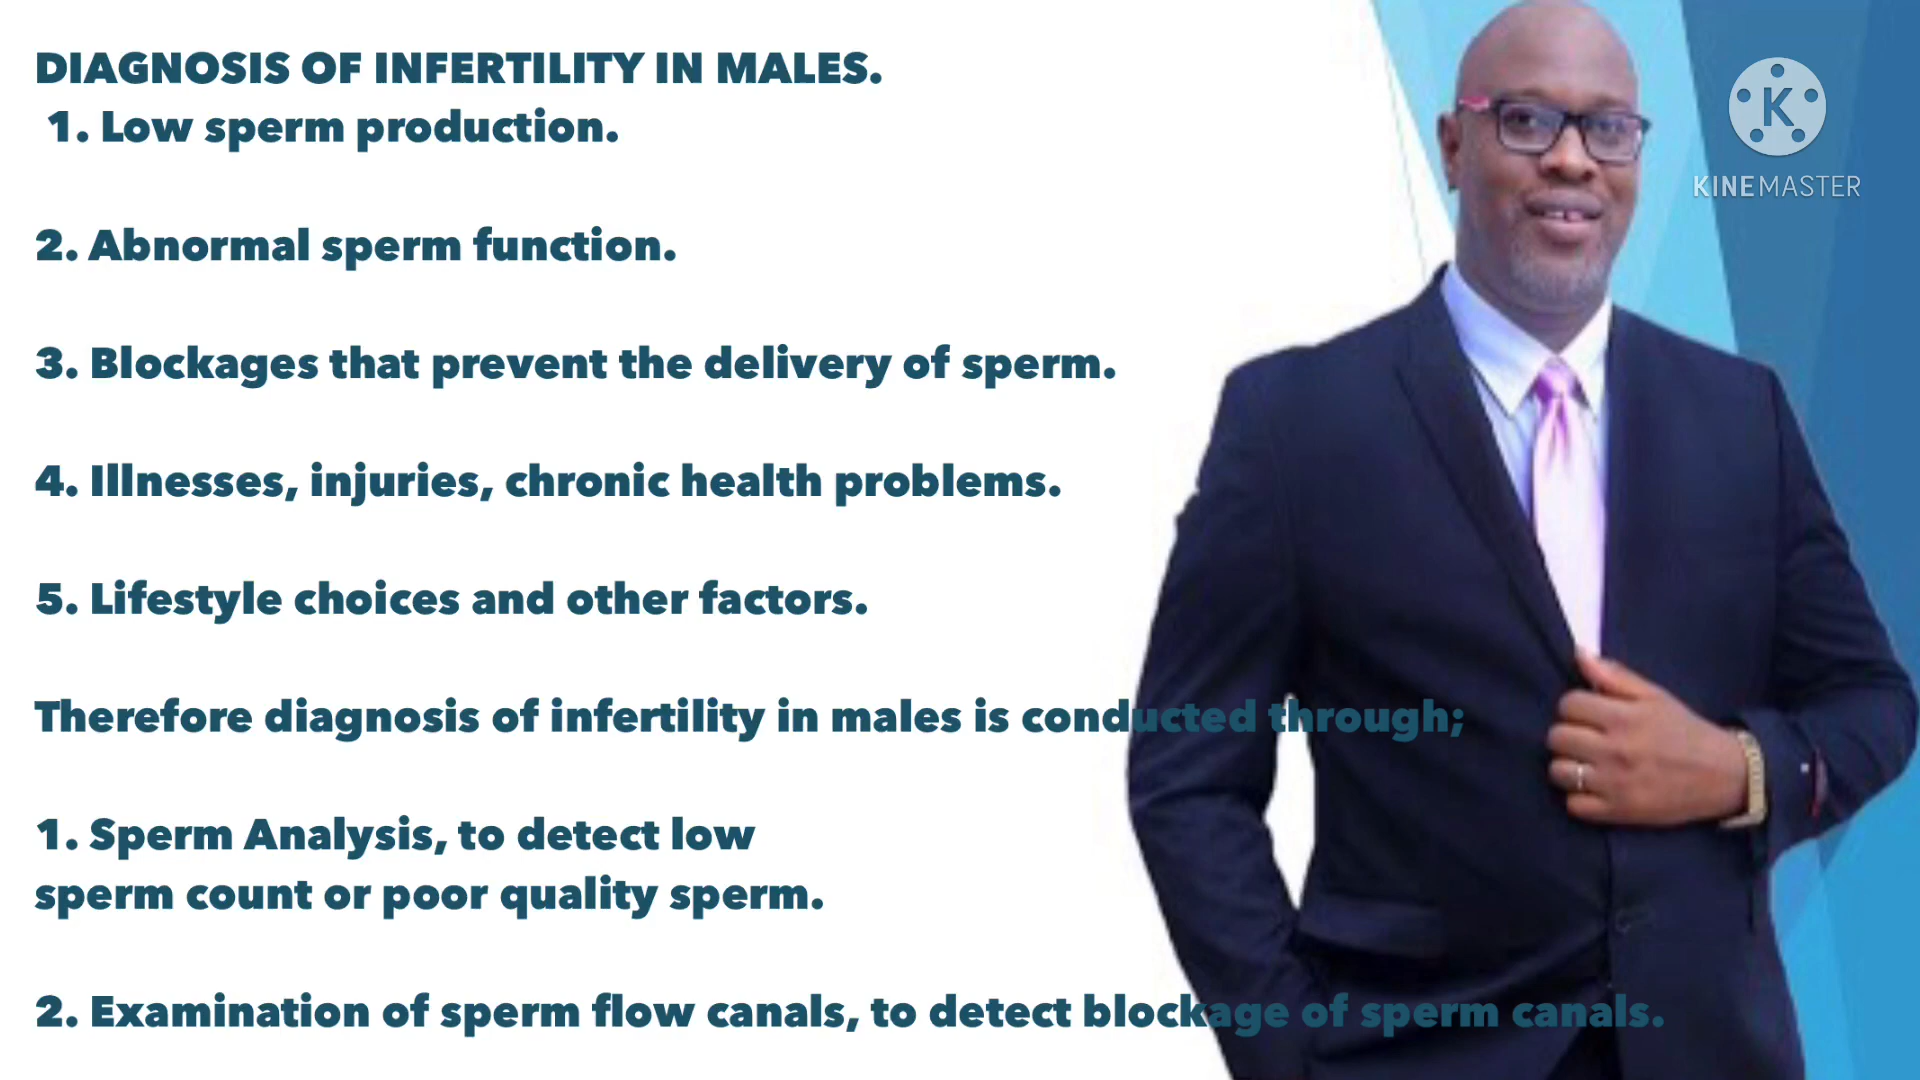 DIAGNOSIS OF INFERTILITY IN MALES.
1. Low sperm production.
2. Abnormal sperm function.
3. Blockages that prevent the delivery of sperm.
4. Illnesses, injuries, chronic health problems.
5. Lifestyle choices and other factors.
Therefore diagnosis of infertility in males is conducted through;
1. Sperm Analysis, to detect low
sperm count or poor quality sperm.
2. Examination of sperm flow canals, to detect blockage of sperm canals.
K
KINEMASTER